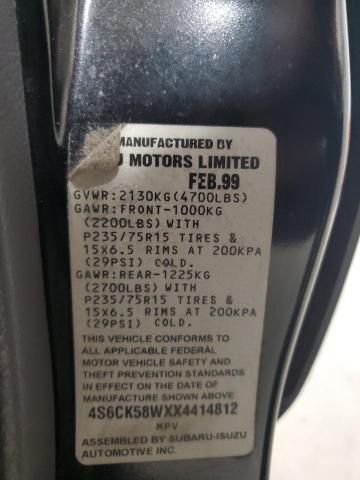 MANUFACTURED BY
U MOTORS LIMITED
FEB.99
GVWR:2130KG(4700LBS)
GAWR:FRONT-1000KG
(2200LBS) WITH
P235/75R15 TIRES &
15X6.5 RIMS AT 200KPA
(29PSI) COLD.
GAWR:REAR-1225KG
(2700LBS) WITH
P235/75R15 TIRES &
15X6.5 RIMS AT 200KPA
(29PSI) COLD.
THIS VEHICLE CONFORMS TO
ALL APPLICABLE FEDERAL
MOTOR VEHICLE SAFETY AND
THEFT PREVENTION STANDARDS
IN EFFECT ON THE DATE OF
MANUFACTURE SHOWN ABOVE
4S6CK58WXX4414812
MPV
ASSEMBLED BY SUBARU-ISUZU
AUTOMOTIVE INC.